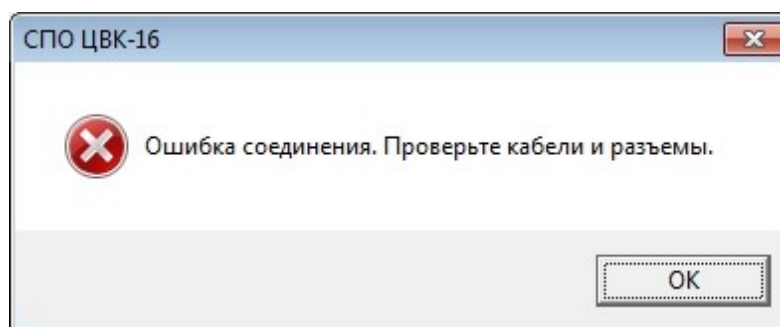 СПО ЦВК-16
Ошибка соединения. Проверьте кабели и разъемы.
OK